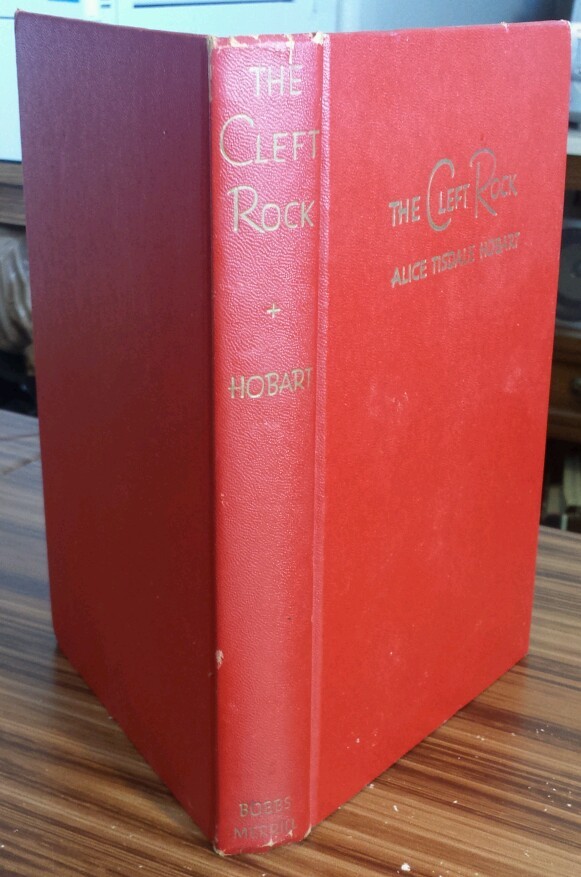 THE
CLEFT
ROCK
+
HOBART
BOBBS
MERRILL
THE CLEFT ROCK
ALICE TISDALE HOBART